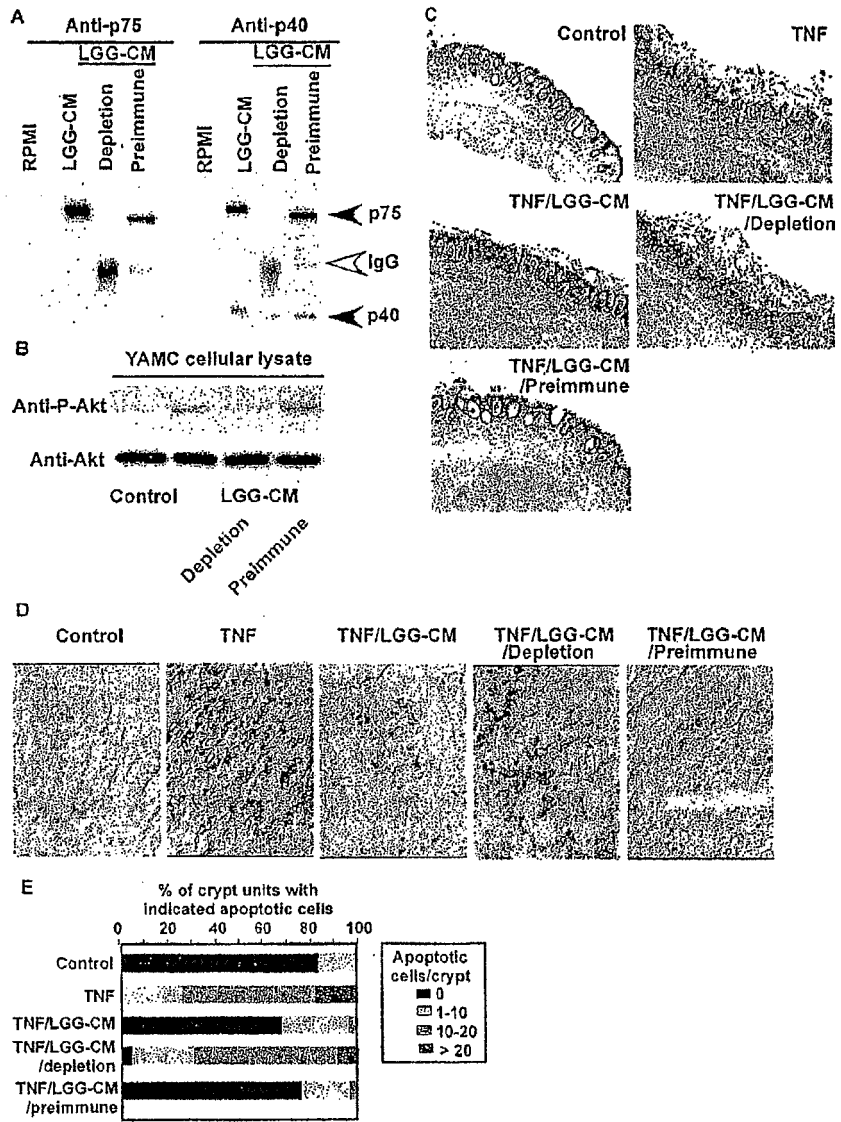 A
Anti-p75
Anti-p40
LGG-CM
LGG-CM
RPMI
LGG-CM
Depletion
Preimmune
RPMI
LGG-CM
Depletion
Preimmune
p75
IgG
p40
B
YAMC cellular lysate
Anti-P-Akt
Anti-Akt
Control
LGG-CM
Depletion
Preimmune
C
Control
TNF
TNF/LGG-CM
TNF/LGG-CM
/Depletion
TNF/LGG-CM
/Preimmune
D
Control
TNF
TNF/LGG-CM
TNF/LGG-CM
/Depletion
TNF/LGG-CM
/Preimmune
E
% of crypt units with
indicated apoptotic cells
0 20 40 60 80 100
Control
TNF
TNF/LGG-CM
TNF/LGG-CM
/depletion
TNF/LGG-CM
/preimmune
Apoptotic
cells/crypt
0
1-10
10-20
> 20